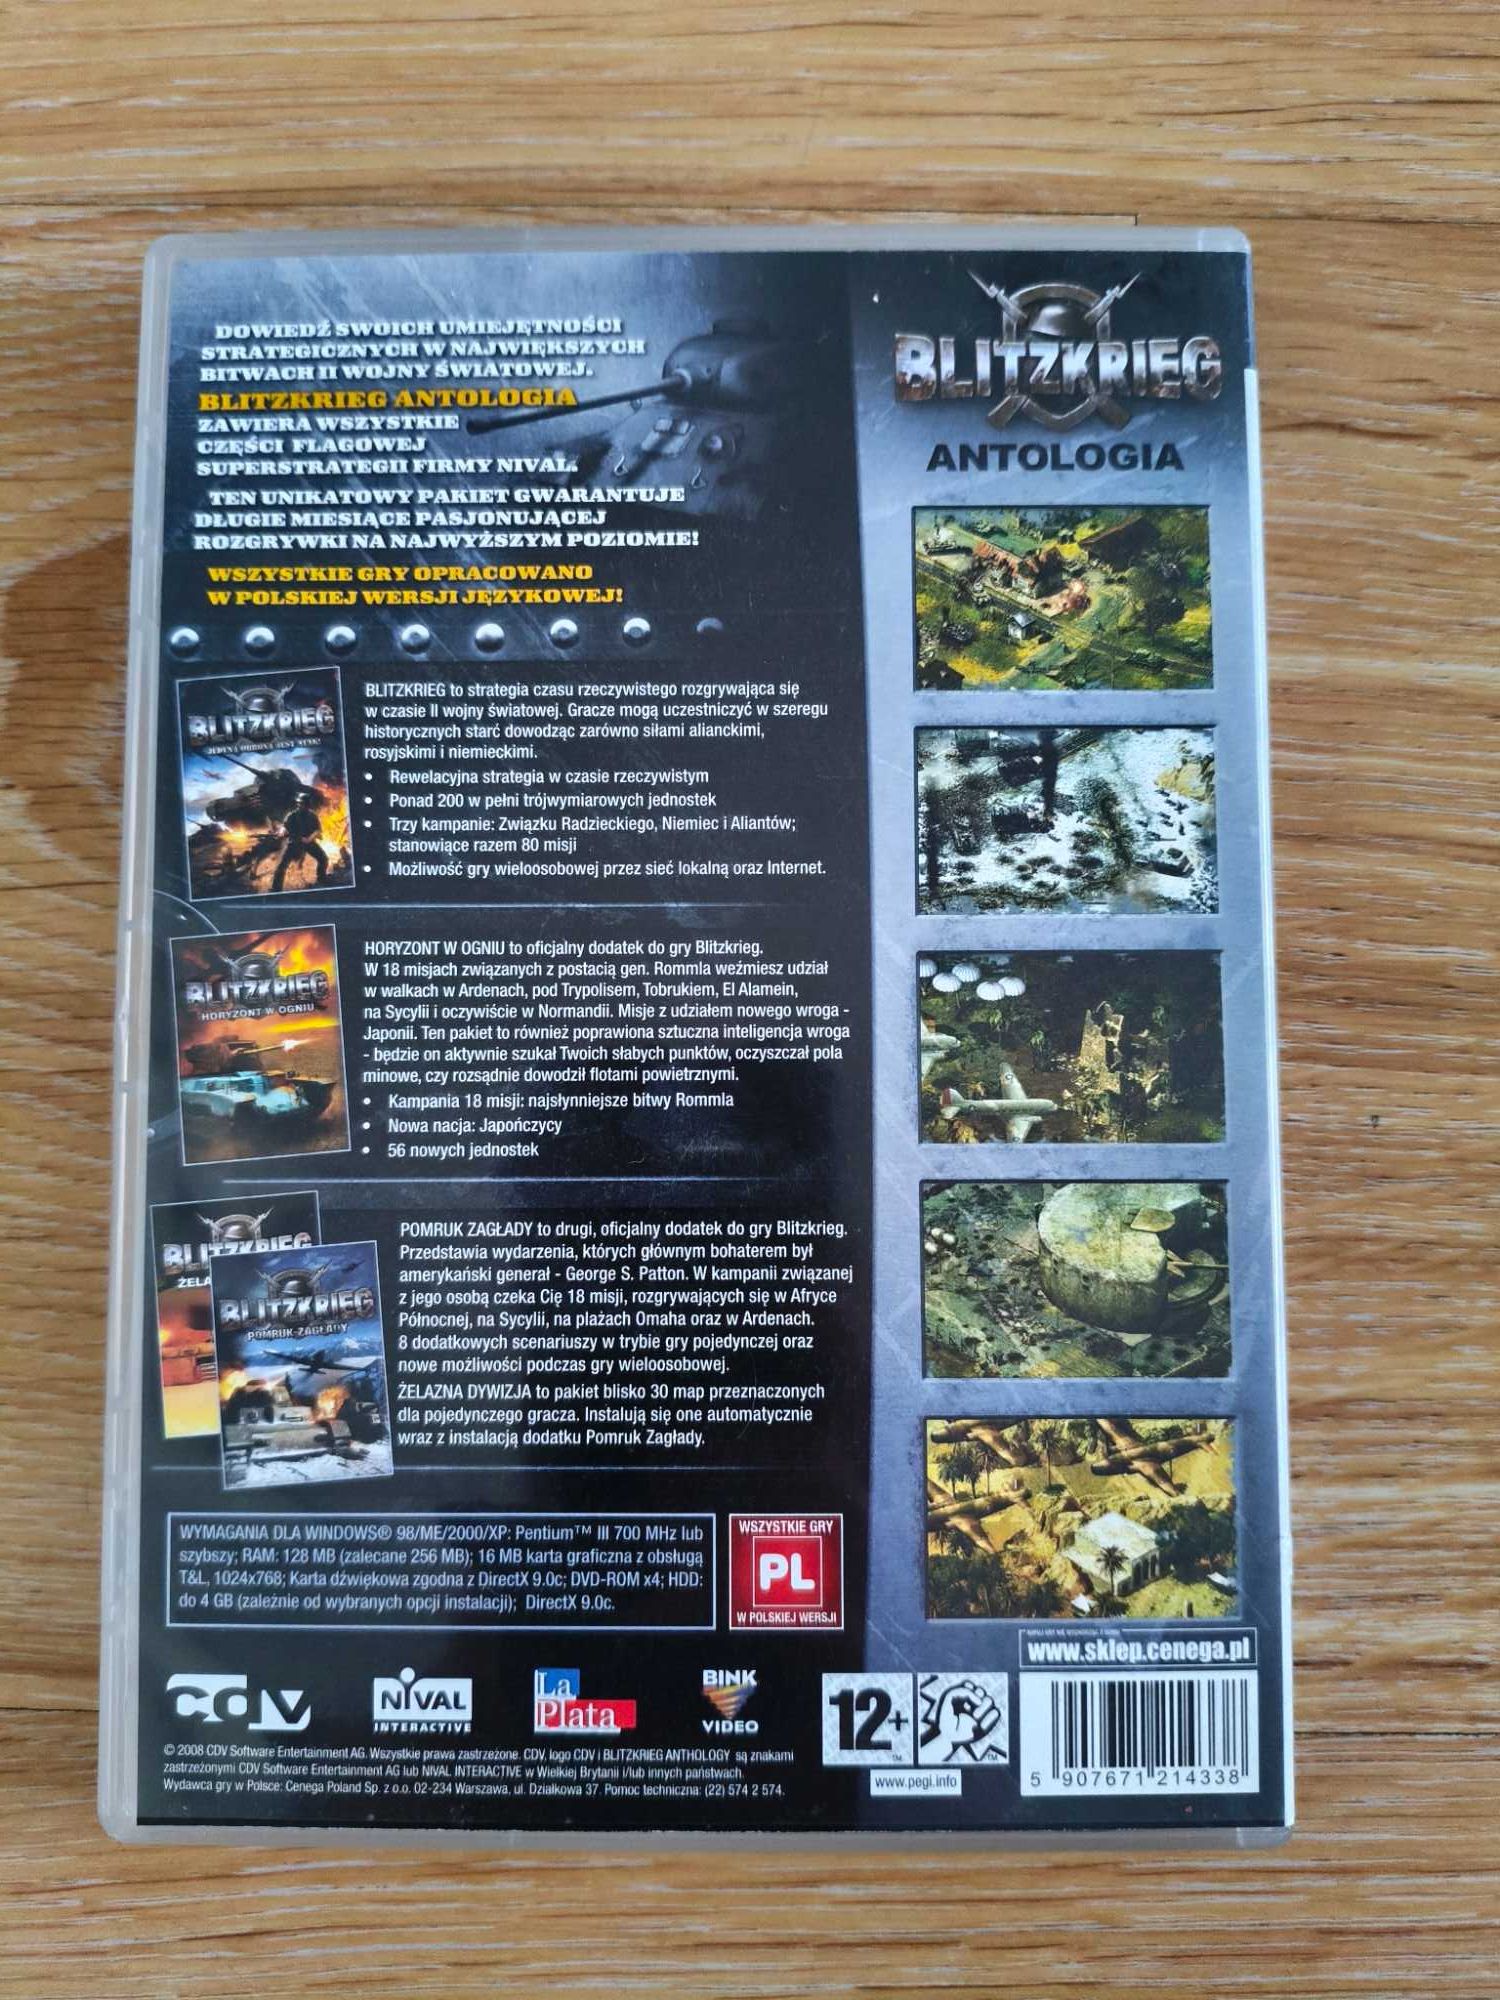 DOWIEDŹ SWOICH UMIEJĘTNOŚCI
STRATEGICZNYCH W NAJWIĘKSZYCH
BITWACH II WOJNY ŚWIATOWEJ.
BLITZKRIEG ANTOLOGIA
ZAWIERA WSZYSTKIE
CZĘŚCI FLAGOWEJ
SUPERSTRATEGII FIRMY NIVAL.
TEN UNIKATOWY PAKIET GWARANTUJE
DŁUGIE MIESIĄCE PASJONUJĄCEJ
ROZGRYWKI NA NAJWYŻSZYM POZIOMIE!
WSZYSTKIE GRY OPRACOWANO
W POLSKIEJ WERSJI JĘZYKOWEJ!
BLITZKRIEG
ANTOLOGIA
BLITZKRIEG
JEDYNĄ OBRONĄ JEST ATAK!
BLITZKRIEG to strategia czasu rzeczywistego rozgrywająca się
w czasie II wojny światowej. Gracze mogą uczestniczyć w szeregu
historycznych starć dowodząc zarówno siłami alianckimi,
rosyjskimi i niemieckimi.
• Rewelacyjna strategia w czasie rzeczywistym
• Ponad 200 w pełni trójwymiarowych jednostek
• Trzy kampanie: Związku Radzieckiego, Niemiec i Aliantów;
stanowiące razem 80 misji
• Możliwość gry wieloosobowej przez sieć lokalną oraz Internet.
BLITZKRIEG
HORYZONT W OGNIU
HORYZONT W OGNIU to oficjalny dodatek do gry Blitzkrieg.
W 18 misjach związanych z postacią gen. Rommla weźmiesz udział
w walkach w Ardenach, pod Trypolisem, Tobrukiem, El Alamein,
na Sycylii i oczywiście w Normandii. Misje z udziałem nowego wroga -
Japonii. Ten pakiet to również poprawiona sztuczna inteligencja wroga
- będzie on aktywnie szukał Twoich słabych punktów, oczyszczał pola
minowe, czy rozsądnie dowodził flotami powietrznymi.
• Kampania 18 misji: najsłynniejsze bitwy Rommla
• Nowa nacja: Japończycy
• 56 nowych jednostek
BLITZKRIEG
ŻELA
BLITZKRIEG
POMRUK ZAGŁADY
POMRUK ZAGŁADY to drugi, oficjalny dodatek do gry Blitzkrieg.
Przedstawia wydarzenia, których głównym bohaterem był
amerykański generał - George S. Patton. W kampanii związanej
z jego osobą czeka Cię 18 misji, rozgrywających się w Afryce
Północnej, na Sycylii, na plażach Omaha oraz w Ardenach.
8 dodatkowych scenariuszy w trybie gry pojedynczej oraz
nowe możliwości podczas gry wieloosobowej.
ŻELAZNA DYWIZJA to pakiet blisko 30 map przeznaczonych
dla pojedynczego gracza. Instalują się one automatycznie
wraz z instalacją dodatku Pomruk Zagłady.
WYMAGANIA DLA WINDOWS® 98/ME/2000/XP: Pentium™ III 700 MHz lub
szybszy; RAM: 128 MB (zalecane 256 MB); 16 MB karta graficzna z obsługą
T&L, 1024x768; Karta dźwiękowa zgodna z DirectX 9.0c; DVD-ROM x4; HDD:
do 4 GB (zależnie od wybranych opcji instalacji); DirectX 9.0c.
WSZYSTKIE GRY
PL
W POLSKIEJ WERSJI
www.sklep.cenega.pl
cdv
NIVAL
INTERACTIVE
La
Plata
BINK
VIDEO
12+
™
™
www.pegi.info
5 907671 214338
© 2008 CDV Software Entertainment AG. Wszystkie prawa zastrzeżone. CDV, logo CDV i BLITZKRIEG ANTHOLOGY są znakami
zastrzeżonymi CDV Software Entertainment AG lub NIVAL INTERACTIVE w Wielkiej Brytanii i/lub innych państwach.
Wydawca gry w Polsce: Cenega Poland Sp. z o.o. 02-234 Warszawa, ul. Działkowa 37. Pomoc techniczna: (22) 574 2 574.